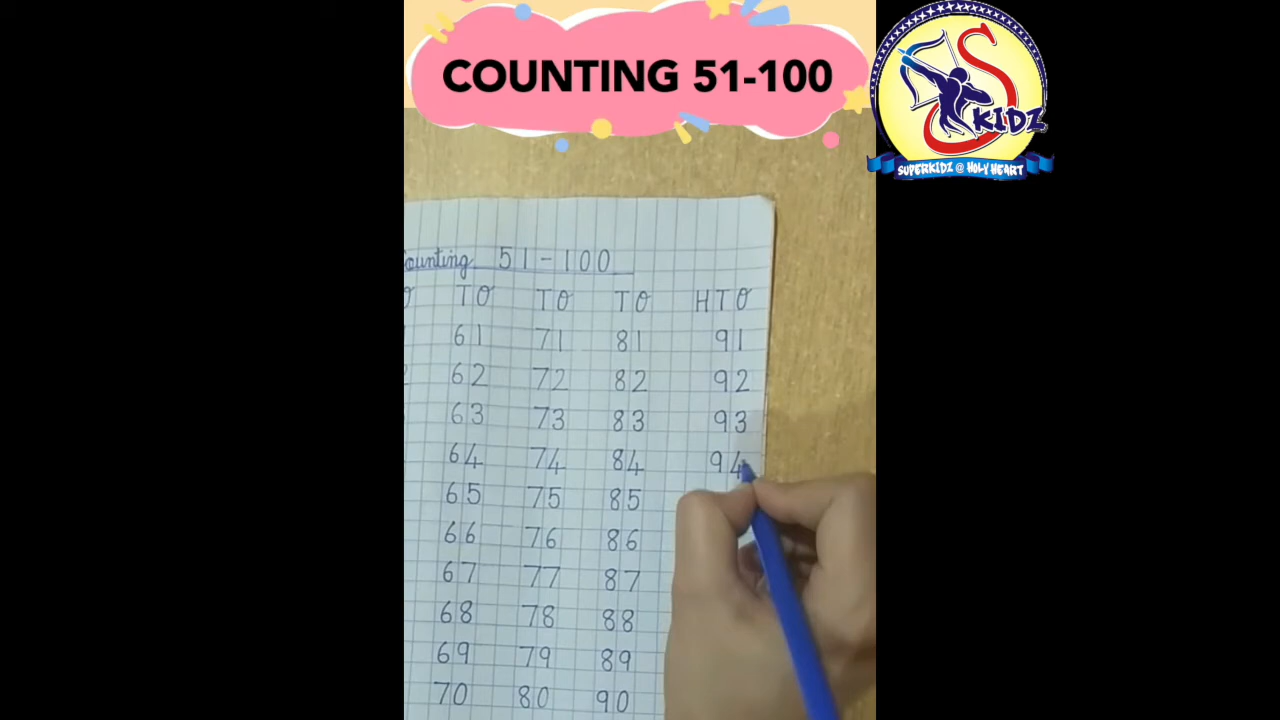 COUNTING 51-100
S
KIDZ
SUPERKIDZ @ HOLY HEART
ounting 51-100
O TO TO TO HTO
61 71 81 91
2 62 72 82 92
63 73 83 93
64 74 84 94
65 75 85
66 76 86
67 77 87
68 78 88
69 79 89
70 80 90